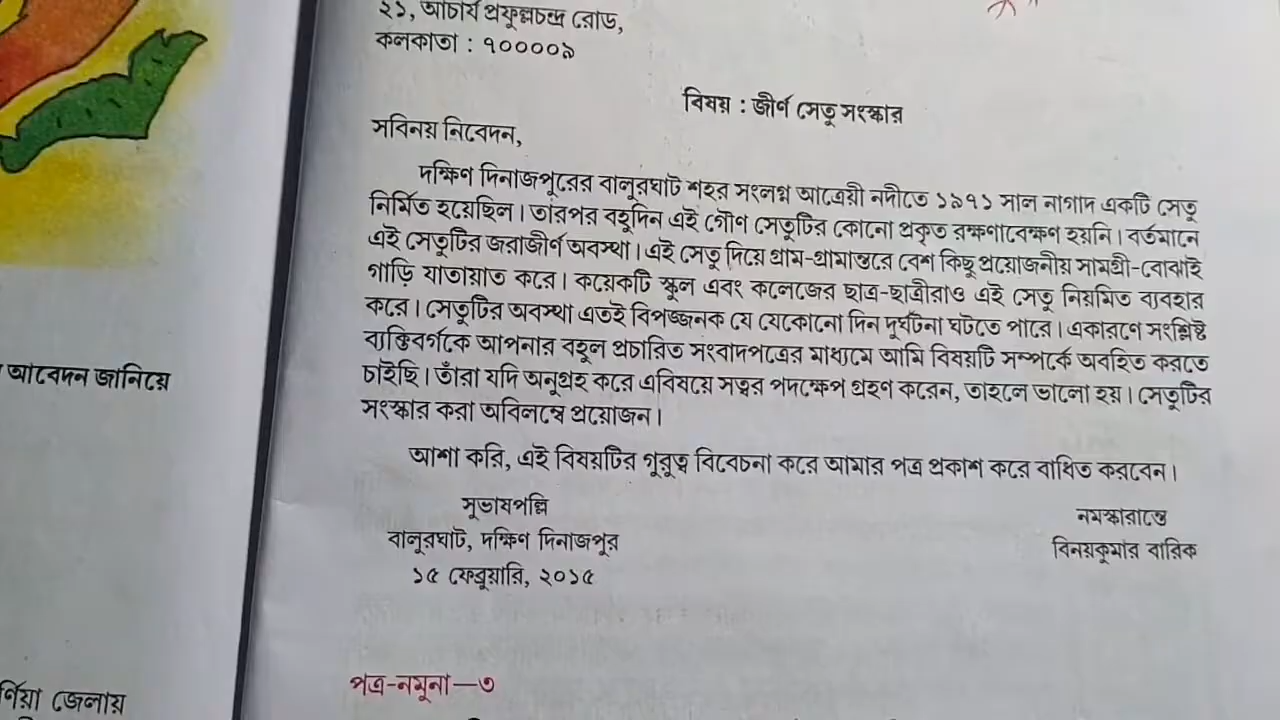 ২১, আচার্য প্রফুল্লচন্দ্র রোড,
কলকাতা : ৭০০০০৯
বিষয় : জীর্ণ সেতু সংস্কার
সবিনয় নিবেদন,
দক্ষিণ দিনাজপুরের বালুরঘাট শহর সংলগ্ন আত্রেয়ী নদীতে ১৯৭১ সাল নাগাদ একটি সেতু
নির্মিত হয়েছিল। তারপর বহুদিন এই গৌণ সেতুটির কোনো প্রকৃত রক্ষণাবেক্ষণ হয়নি। বর্তমানে
এই সেতুটির জরাজীর্ণ অবস্থা। এই সেতু দিয়ে গ্রাম-গ্রামান্তরে বেশ কিছু প্রয়োজনীয় সামগ্রী-বোঝাই
গাড়ি যাতায়াত করে। কয়েকটি স্কুল এবং কলেজের ছাত্র-ছাত্রীরাও এই সেতু নিয়মিত ব্যবহার
করে। সেতুটির অবস্থা এতই বিপজ্জনক যে যেকোনো দিন দুর্ঘটনা ঘটতে পারে। একারণে সংশ্লিষ্ট
ব্যক্তিবর্গকে আপনার বহুল প্রচারিত সংবাদপত্রের মাধ্যমে আমি বিষয়টি সম্পর্কে অবহিত করতে
চাইছি। তাঁরা যদি অনুগ্রহ করে এবিষয়ে সত্বর পদক্ষেপ গ্রহণ করেন, তাহলে ভালো হয়। সেতুটির
সংস্কার করা অবিলম্বে প্রয়োজন।
আশা করি, এই বিষয়টির গুরুত্ব বিবেচনা করে আমার পত্র প্রকাশ করে বাধিত করবেন।
সুভাষপল্লি
বালুরঘাট, দক্ষিণ দিনাজপুর
১৫ ফেব্রুয়ারি, ২০১৫
নমস্কারান্তে
বিনয়কুমার বারিক
পত্র-নমুনা—৩
আবেদন জানিয়ে
জেলায়